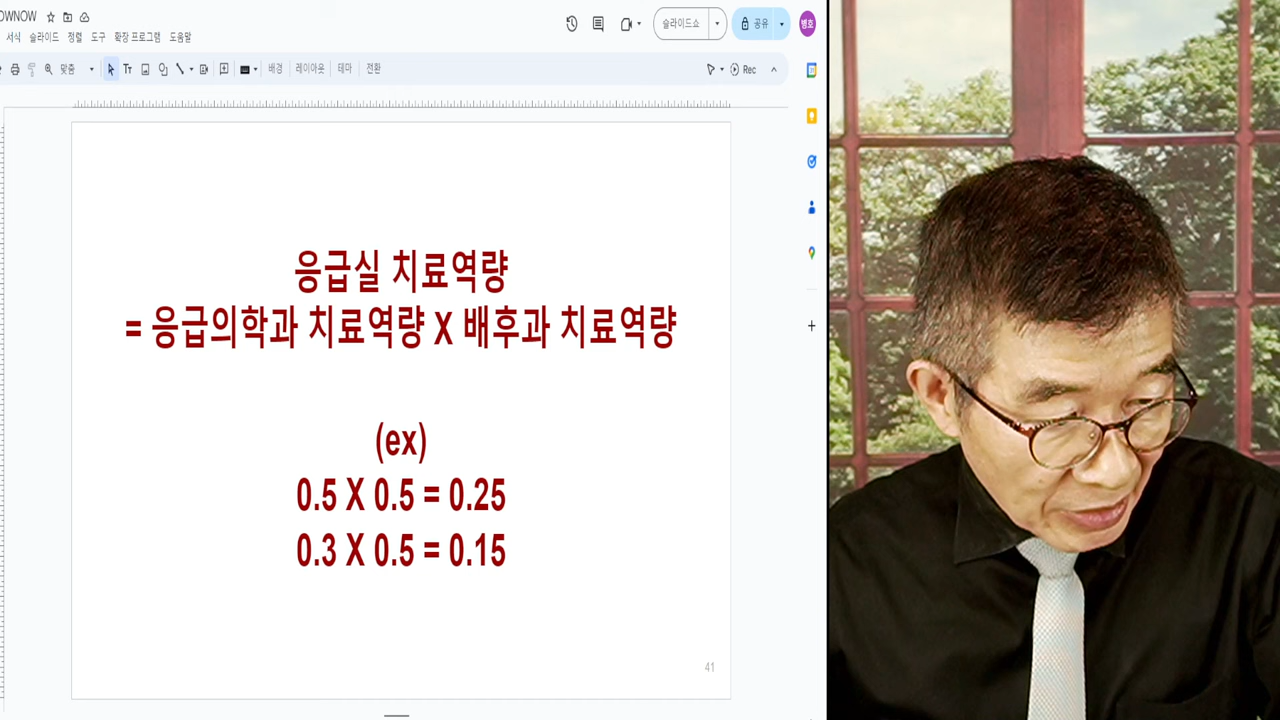 OWNOW
서식 슬라이드 정렬 도구 확장 프로그램 도움말
슬라이드쇼
공유
병호
맞춤
배경 레이아웃 테마 전환
Rec
응급실 치료역량
= 응급의학과 치료역량 X 배후과 치료역량
(ex)
0.5 X 0.5 = 0.25
0.3 X 0.5 = 0.15
41